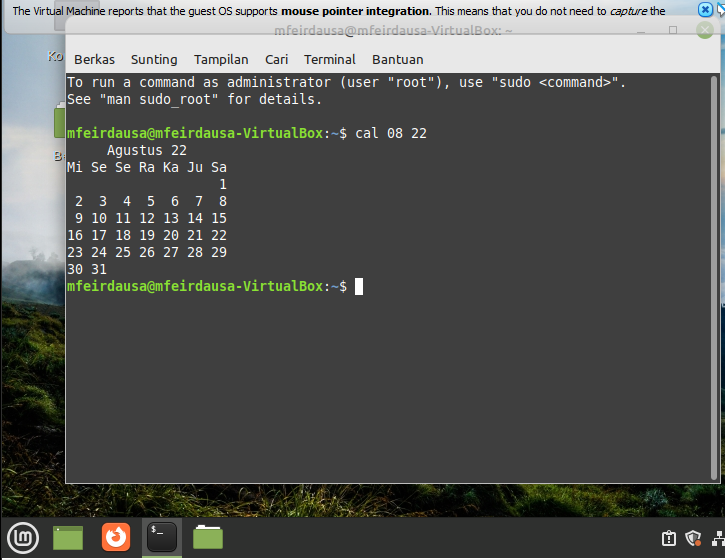 The Virtual Machine reports that the guest OS supports mouse pointer integration. This means that you do not need to capture the
mfeirdausa@mfeirdausa-VirtualBox: ~
Ko
Berkas Sunting Tampilan Cari Terminal Bantuan
To run a command as administrator (user "root"), use "sudo <command>".
See "man sudo_root" for details.
mfeirdausa@mfeirdausa-VirtualBox:~$ cal 08 22
Agustus 22
Mi Se Se Ra Ka Ju Sa
1
2 3 4 5 6 7 8
9 10 11 12 13 14 15
16 17 18 19 20 21 22
23 24 25 26 27 28 29
30 31
mfeirdausa@mfeirdausa-VirtualBox:~$
$_